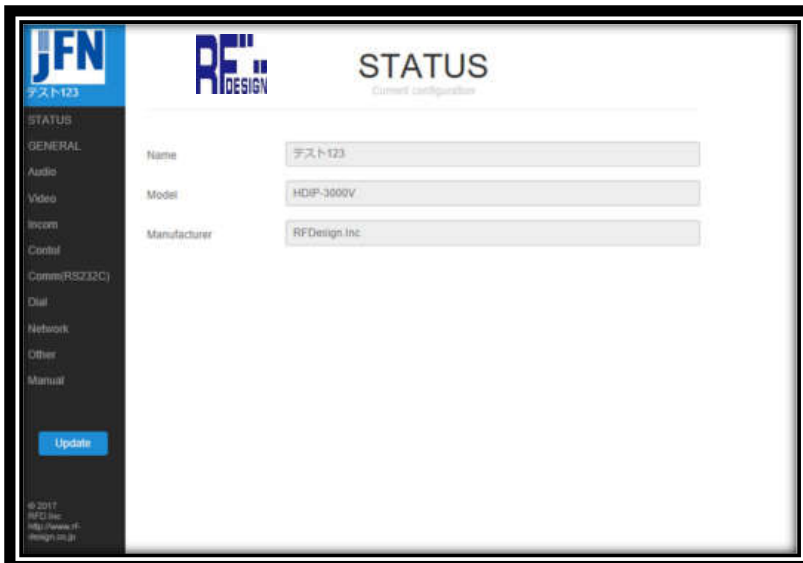 JFN
テスト123
STATUS
GENERAL
Audio
Video
Incom
Contol
Comm(RS232C)
Dial
Network
Other
Manual
Update
© 2017
RFD Inc
http://www.rf-
design.co.jp
RF DESIGN
STATUS
Current configuration
Name
テスト123
Model
HDIP-3000V
Manufacturer
RFDesign.Inc